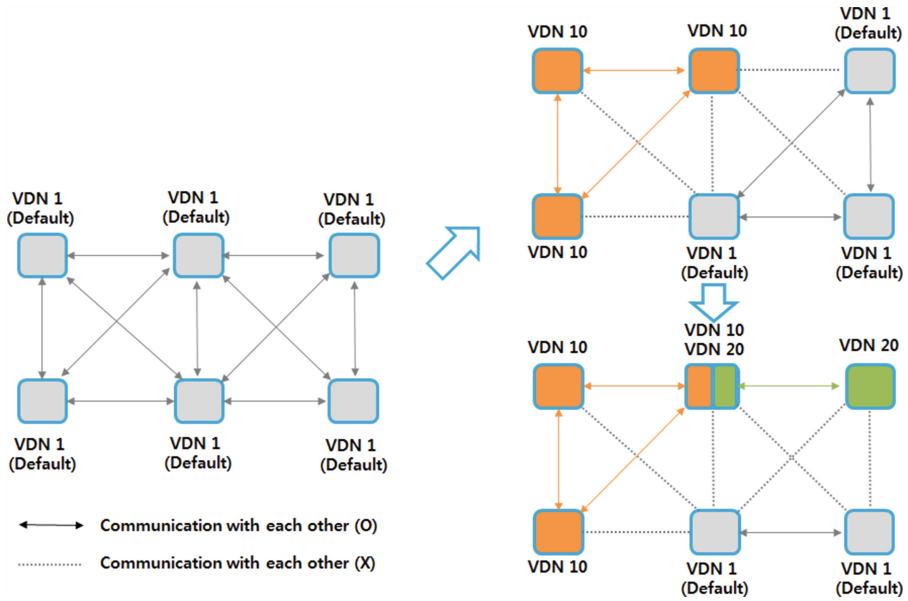 VDN 1
(Default)
VDN 1
(Default)
VDN 1
(Default)
VDN 1
(Default)
VDN 1
(Default)
VDN 1
(Default)
Communication with each other (O)
Communication with each other (X)
VDN 10
VDN 10
VDN 1
(Default)
VDN 10
VDN 1
(Default)
VDN 1
(Default)
VDN 10
VDN 10
VDN 20
VDN 20
VDN 10
VDN 1
(Default)
VDN 1
(Default)